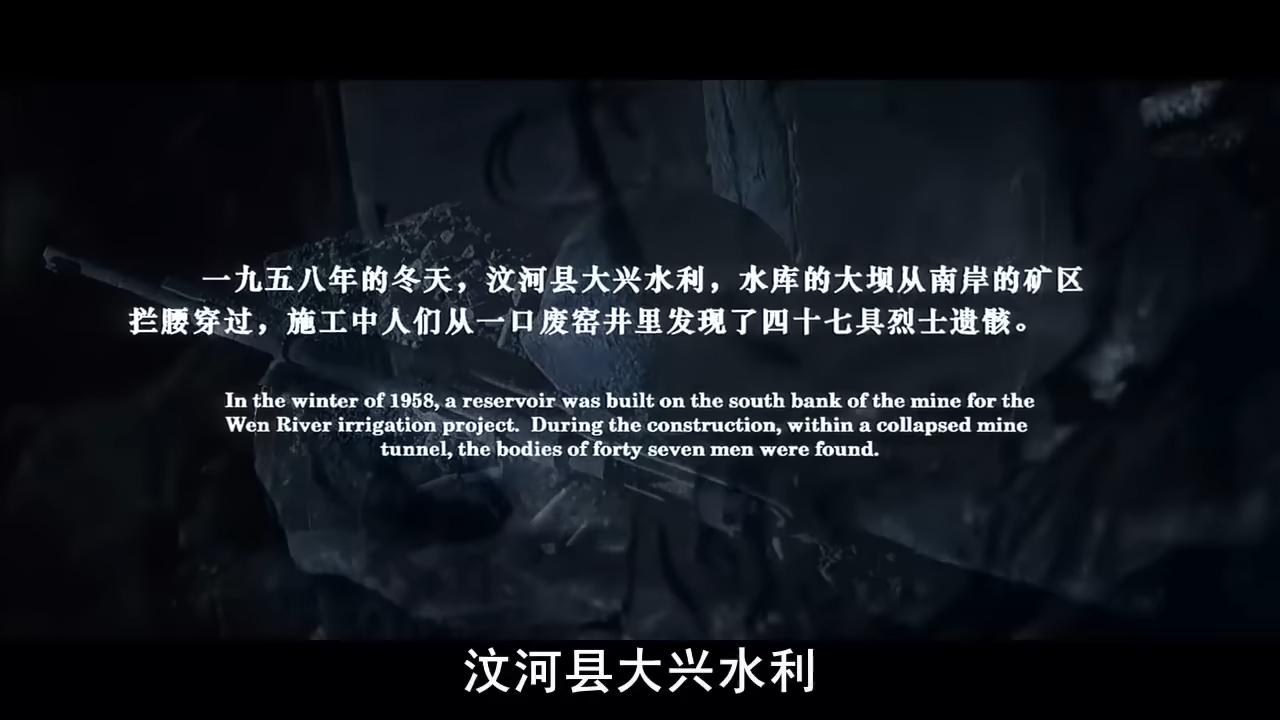 一九五八年的冬天，汶河县大兴水利，水库的大坝从南岸的矿区
拦腰穿过，施工中人们从一口废窑井里发现了四十七具烈士遗骸。
In the winter of 1958, a reservoir was built on the south bank of the mine for the
Wen River irrigation project.  During the construction, within a collapsed mine
tunnel, the bodies of forty seven men were found.
汶河县大兴水利